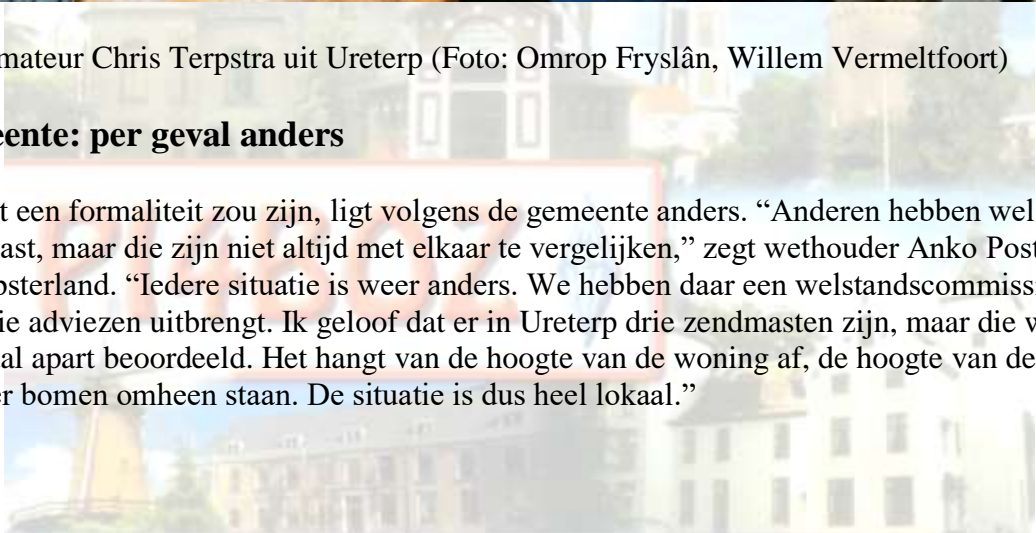 mateur Chris Terpstra uit Ureterp (Foto: Omrop Fryslân, Willem Vermeltfoort)
eente: per geval anders
t een formaliteit zou zijn, ligt volgens de gemeente anders. “Anderen hebben wel
ast, maar die zijn niet altijd met elkaar te vergelijken,” zegt wethouder Anko Post
psterland. “Iedere situatie is weer anders. We hebben daar een welstandscommiss
ie adviezen uitbrengt. Ik geloof dat er in Ureterp drie zendmasten zijn, maar die w
al apart beoordeeld. Het hangt van de hoogte van de woning af, de hoogte van de
er bomen omheen staan. De situatie is dus heel lokaal.”
PI4BOZ